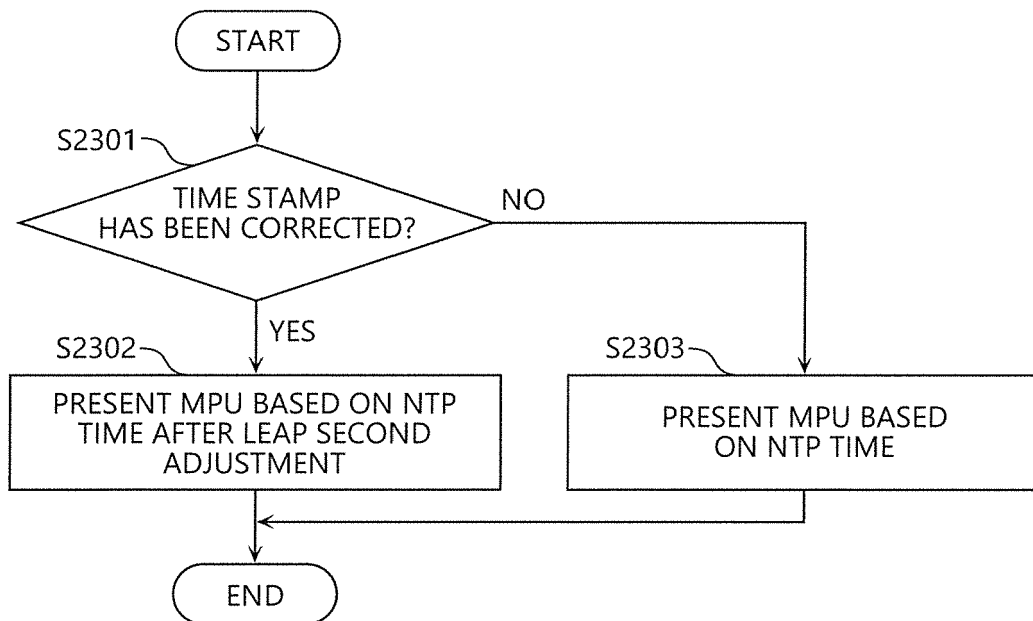 START
S2301
TIME STAMP
HAS BEEN CORRECTED?
NO
YES
S2302
PRESENT MPU BASED ON NTP
TIME AFTER LEAP SECOND
ADJUSTMENT
S2303
PRESENT MPU BASED
ON NTP TIME
END